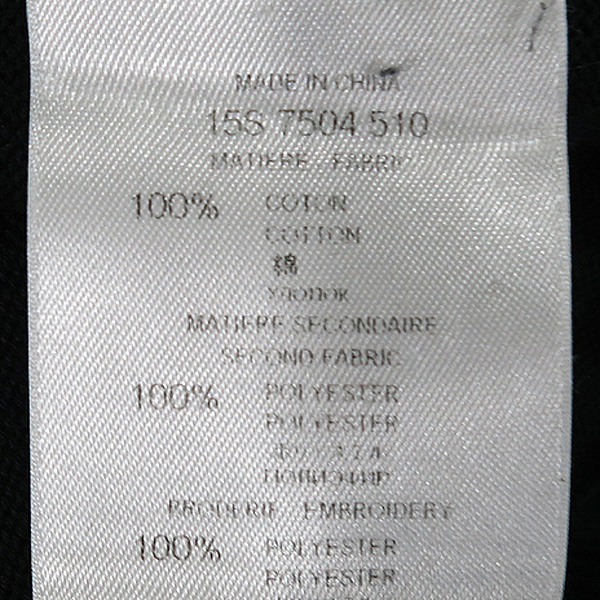 MADE IN CHINA
15S 7504 510
MATIERE FABRIC
100% COTON
COTTON
綿
хлопок
MATIERE SECONDAIRE
SECOND FABRIC
100% POLYESTER
POLYESTER
ポリエステル
ПОЛИЭФИР
BRODERIE EMBROIDERY
100% POLYESTER
POLYESTER